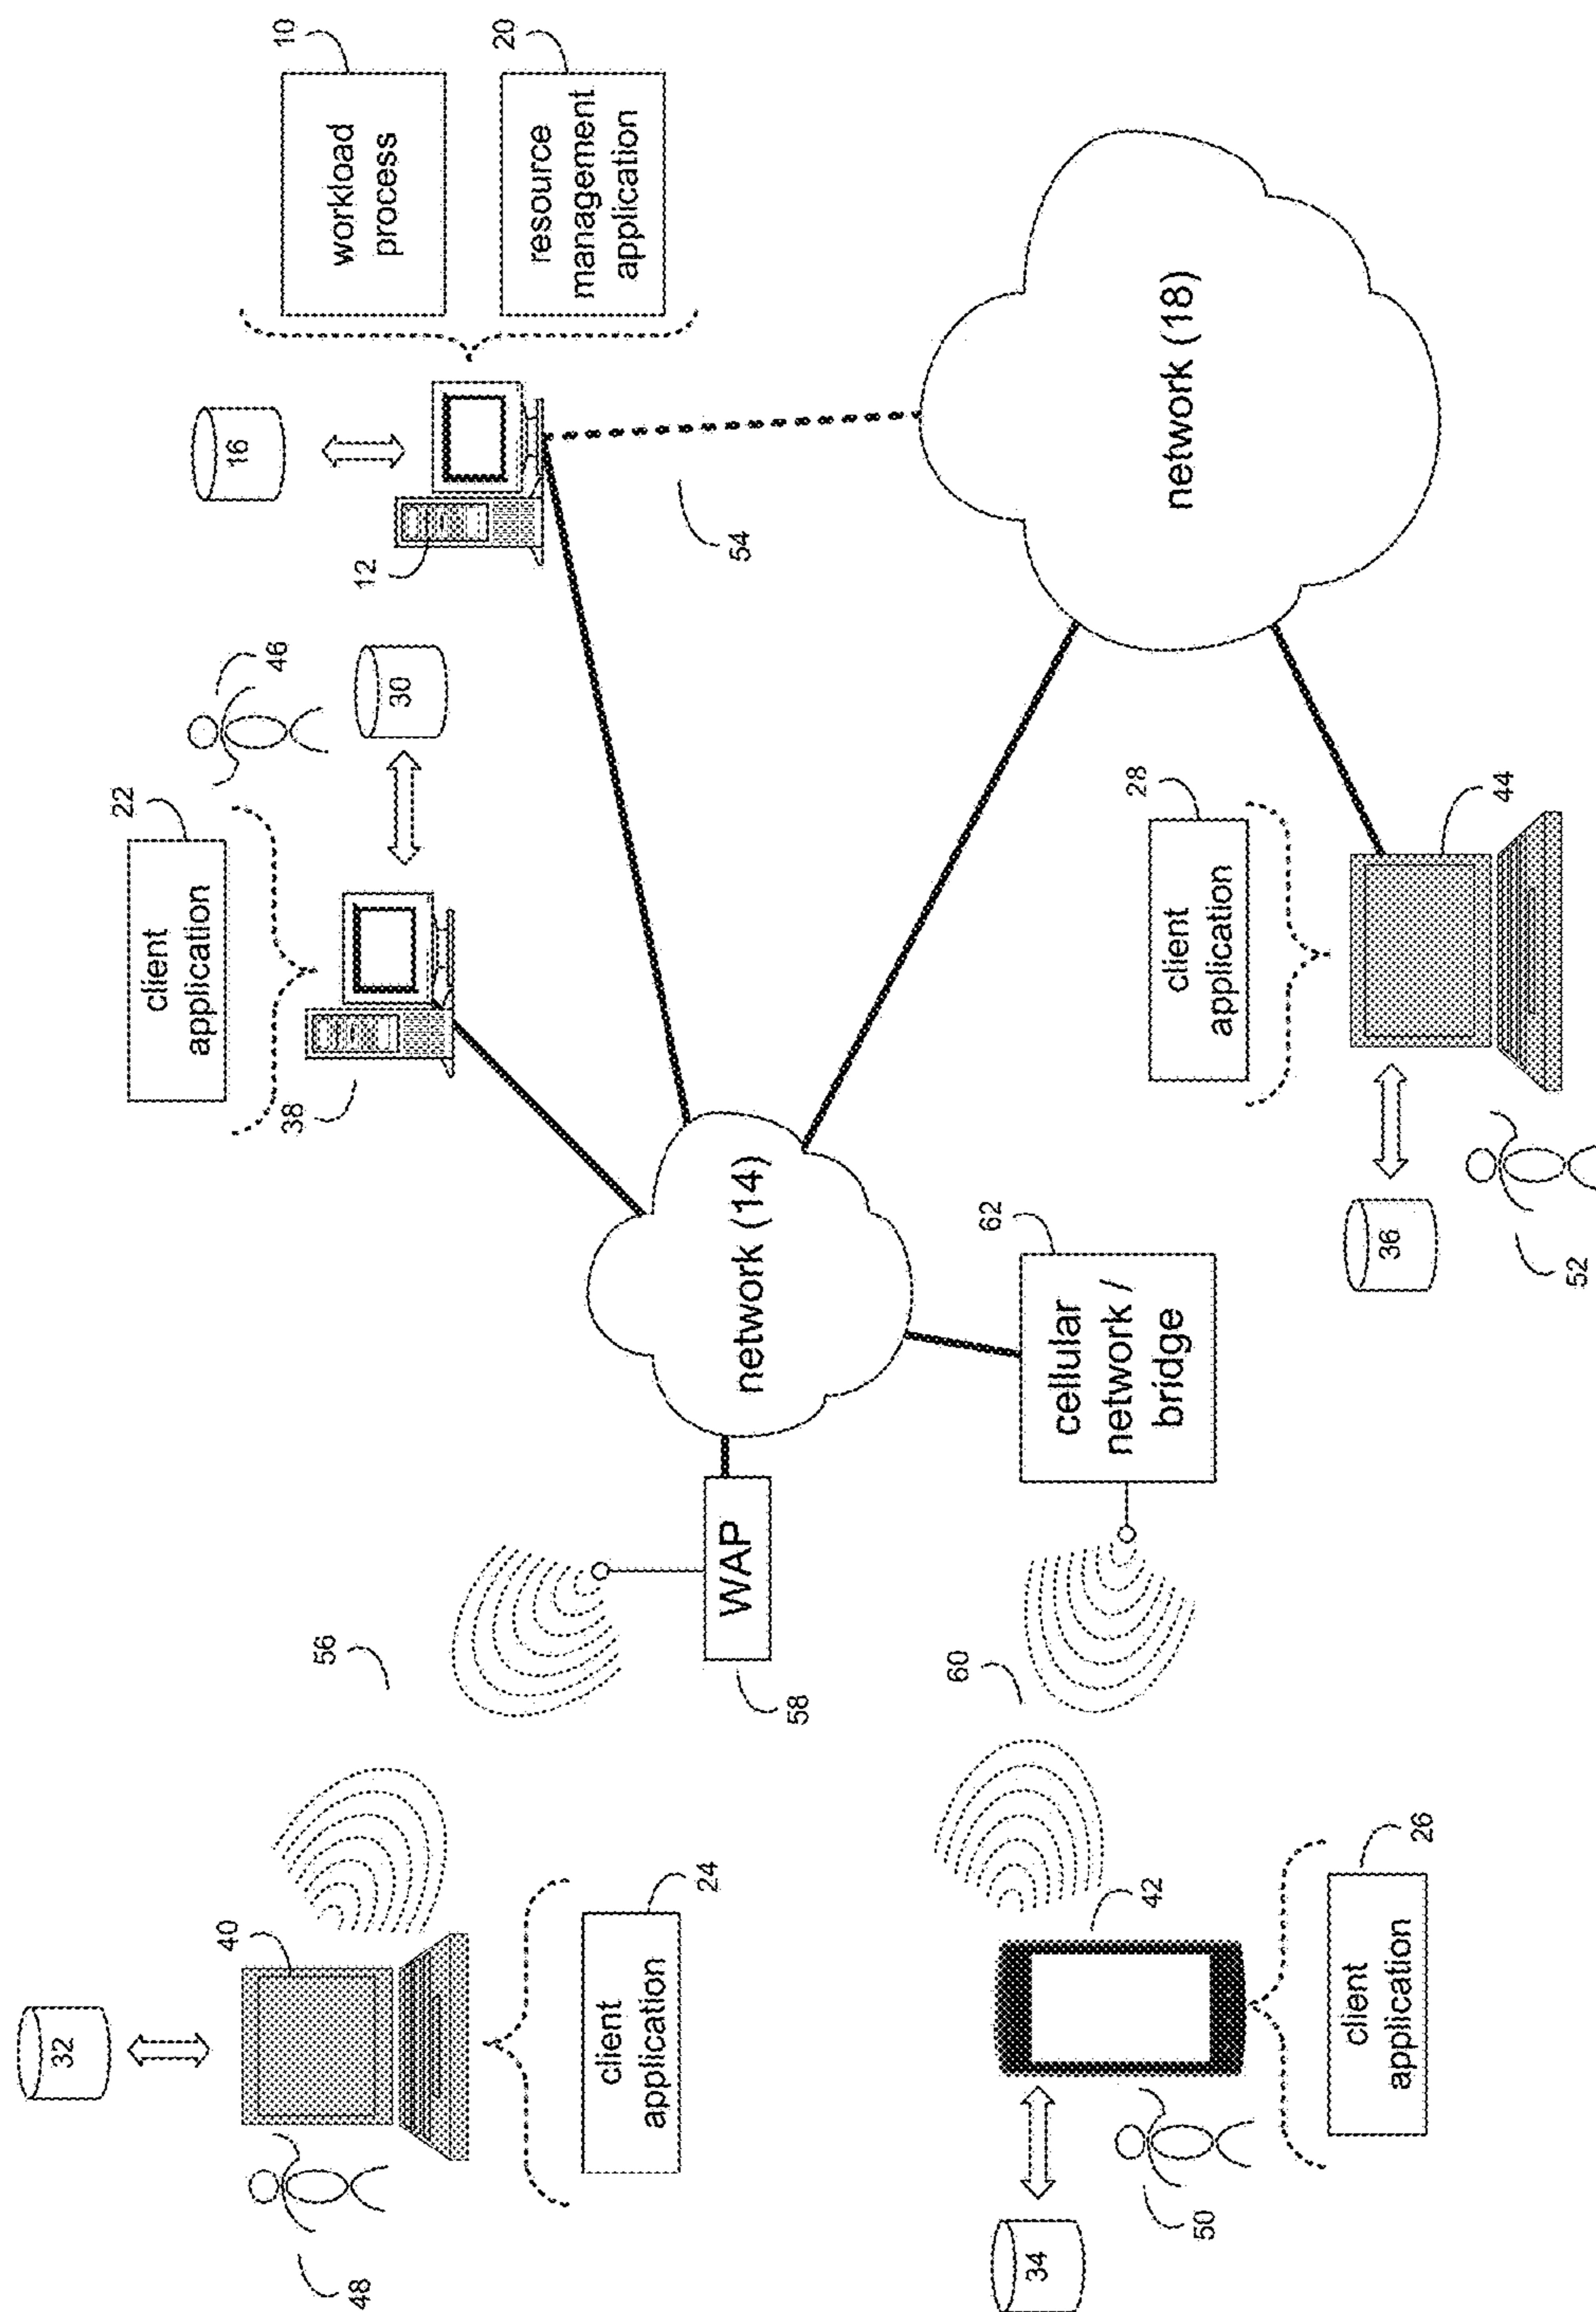 32
22
client
application
40
16
46
10
38
56
workload
process
48
12
30
20
resource
management
application
client
application
24
54
WAP
network (14)
58
60
62
34
cellular
network /
bridge
28
42
client
application
network (18)
50
client
application
36
26
44
52